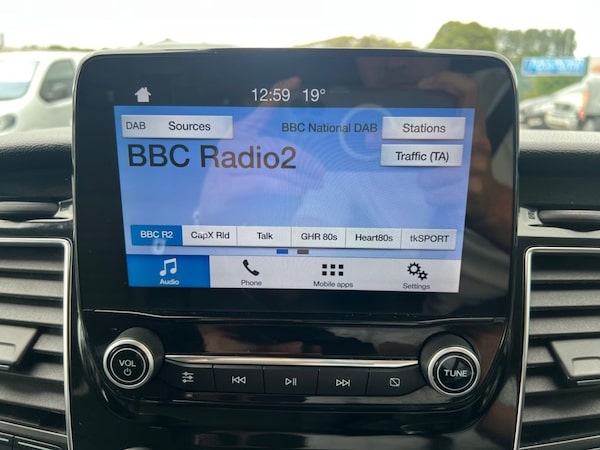 12:59 19°
DAB Sources BBC National DAB Stations
BBC Radio2 Traffic (TA)
BBC R2 CapX Rld Talk GHR 80s Heart80s tkSPORT
Audio Phone Mobile apps Settings
VOL TUNE